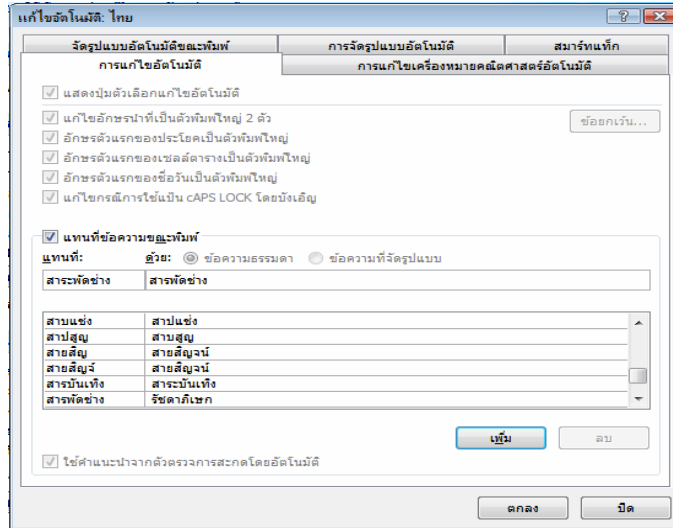 แก้ไขอัตโนมัติ: ไทย
จัดรูปแบบอัตโนมัติขณะพิมพ์ การจัดรูปแบบอัตโนมัติ สมาร์ทแท็ก
การแก้ไขอัตโนมัติ การแก้ไขเครื่องหมายคณิตศาสตร์อัตโนมัติ
แสดงปุ่มตัวเลือกแก้ไขอัตโนมัติ
แก้ไขอักษรนำที่เป็นตัวพิมพ์ใหญ่ 2 ตัว ข้อยกเว้น...
อักษรตัวแรกของประโยคเป็นตัวพิมพ์ใหญ่
อักษรตัวแรกของเซลล์ตารางเป็นตัวพิมพ์ใหญ่
อักษรตัวแรกของชื่อวันเป็นตัวพิมพ์ใหญ่
แก้ไขกรณีการใช้แป้น cAPS LOCK โดยบังเอิญ
แทนที่ข้อความขณะพิมพ์
แทนที่: ด้วย: ข้อความธรรมดา ข้อความที่จัดรูปแบบ
สาระพัดช่าง สารพัดช่าง
สาบแช่ง สาปแช่ง
สาปสูญ สาบสูญ
สายสิญ สายสิญจน์
สายสิญจ์ สายสิญจน์
สารบันเทิง สาระบันเทิง
สารพัดช่าง รัชดาภิเษก
เพิ่ม ลบ
ใช้คำแนะนำจากตัวตรวจการสะกดโดยอัตโนมัติ
ตกลง ปิด